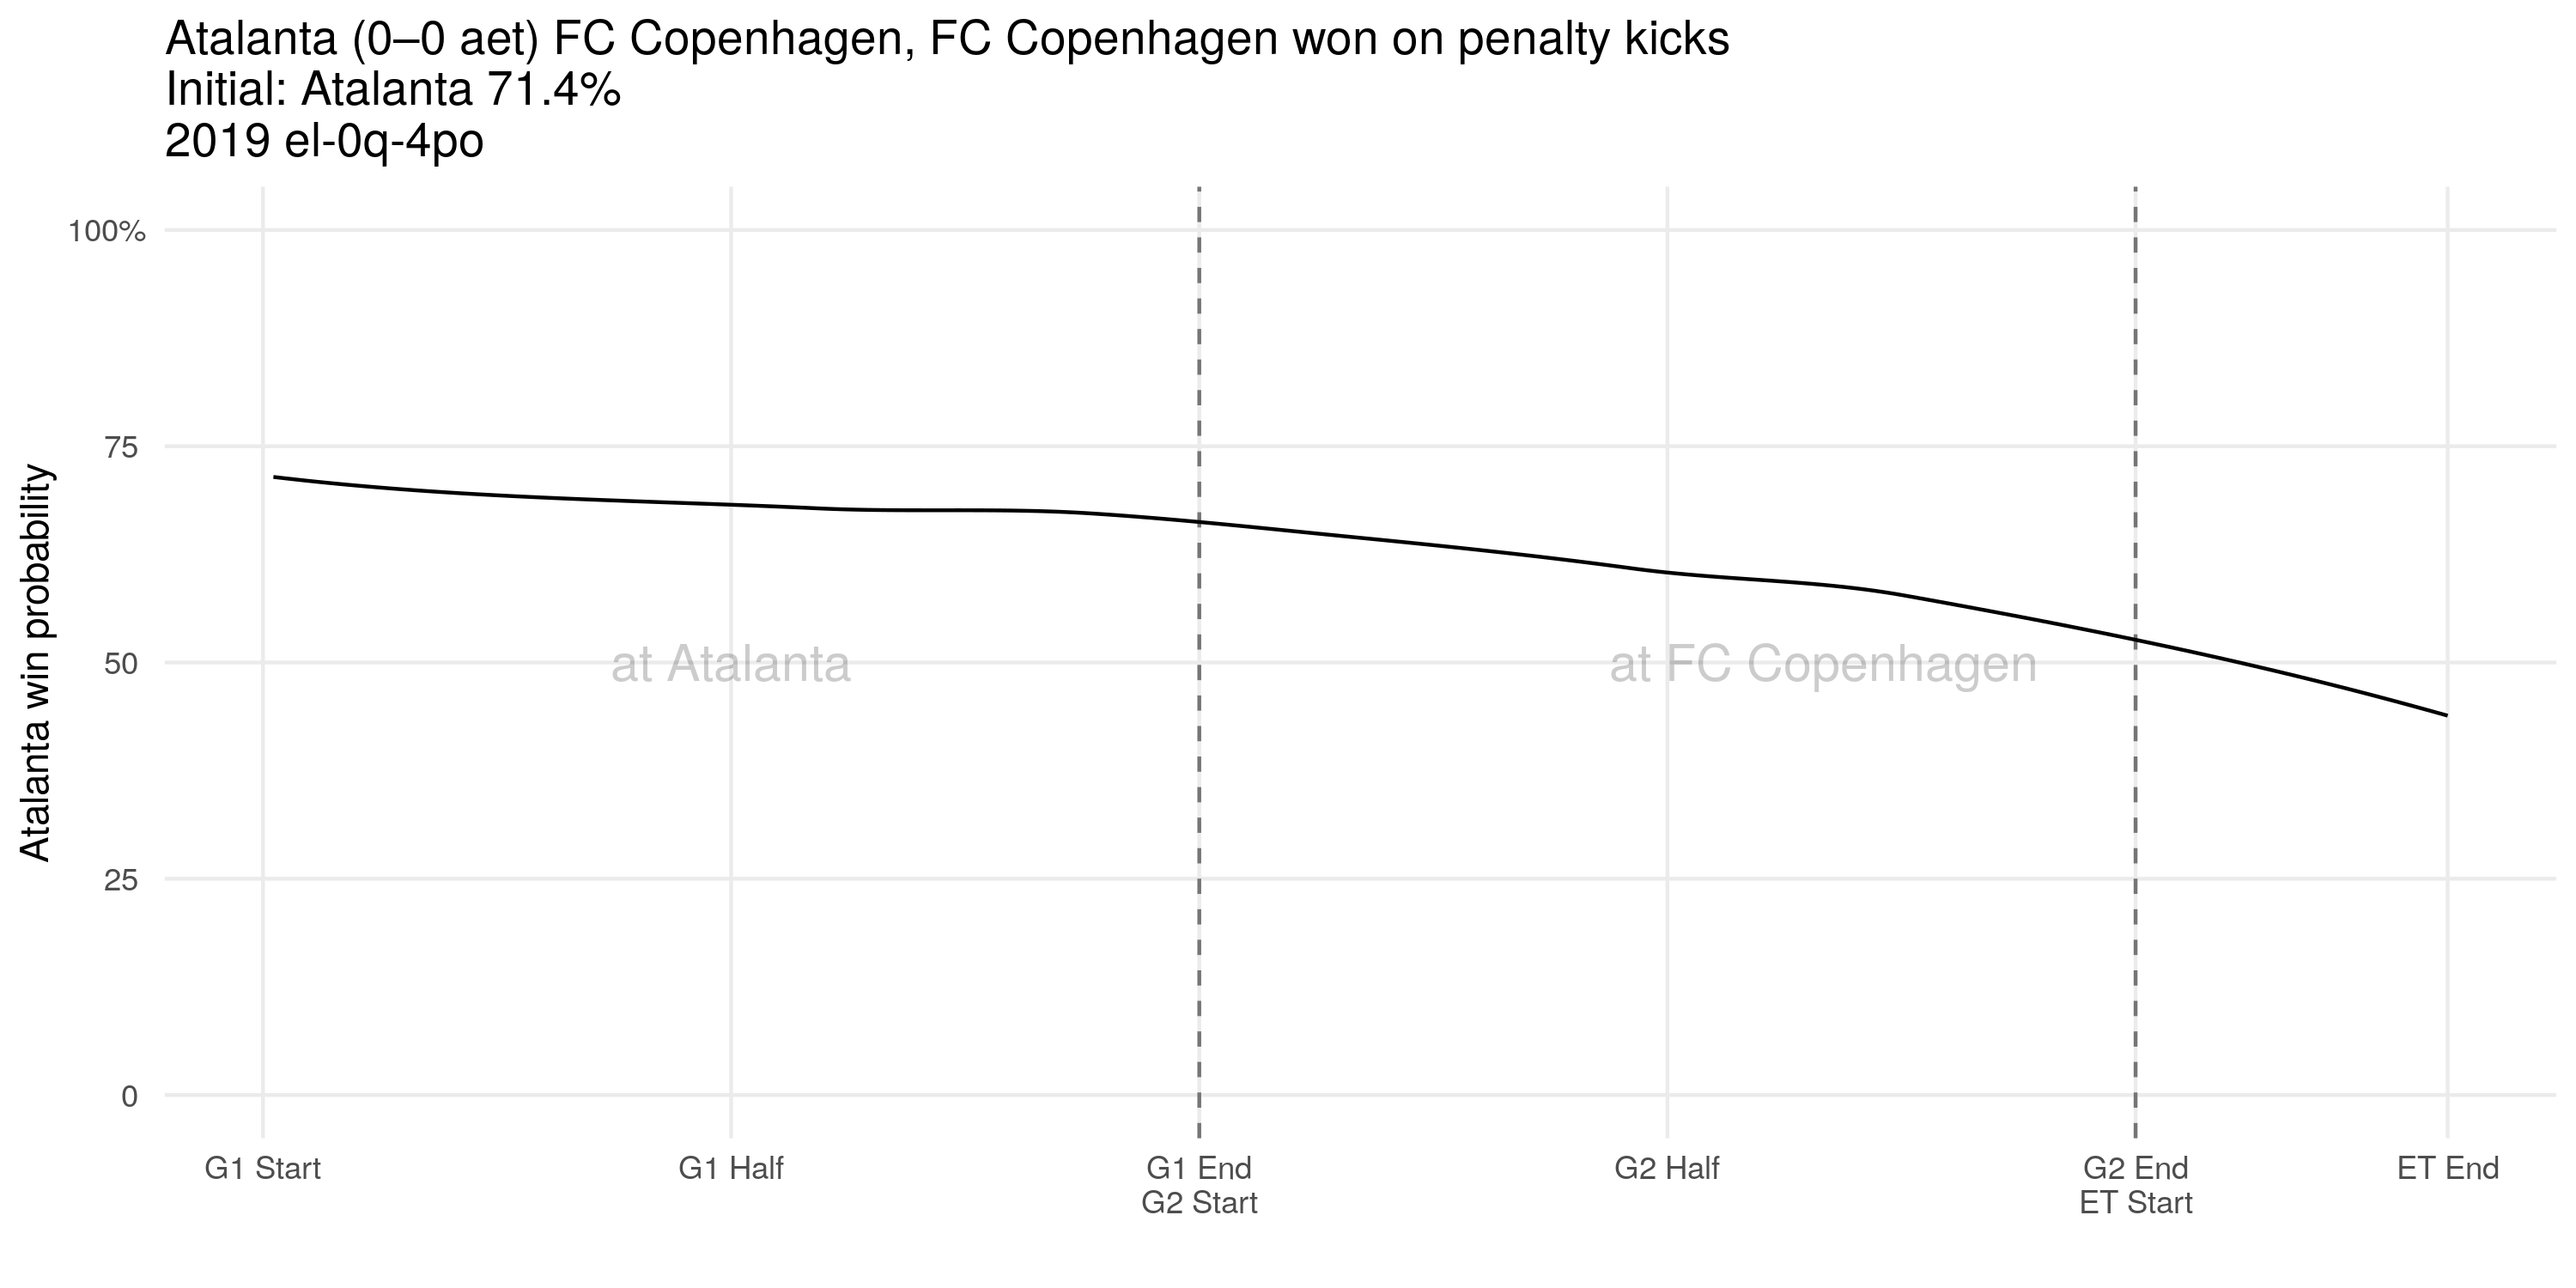 Atalanta (0–0 aet) FC Copenhagen, FC Copenhagen won on penalty kicks
Initial: Atalanta 71.4%
2019 el-0q-4po
Atalanta win probability
100%
75
50
25
0
at Atalanta
at FC Copenhagen
G1 Start
G1 Half
G1 End
G2 Start
G2 Half
G2 End
ET Start
ET End